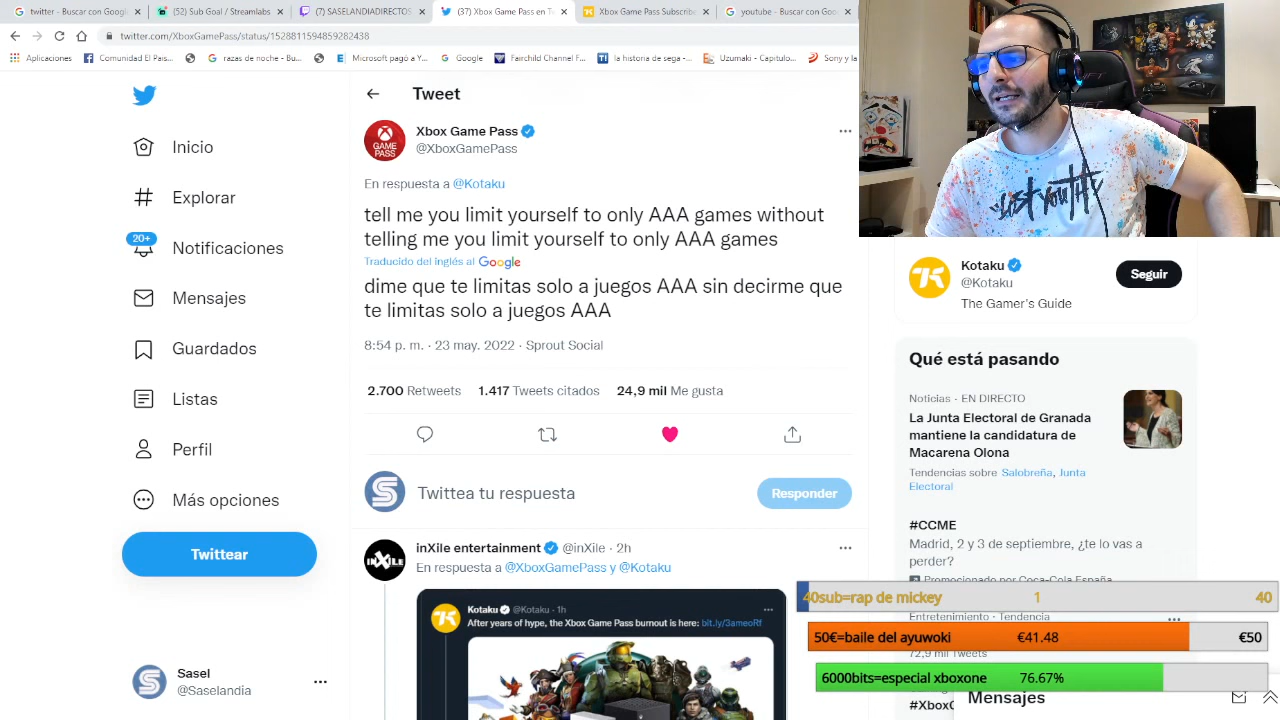 twitter - Buscar con Google
(52) Sub Goal / Streamlabs
(7) SASELANDIADIRECTOS
(37) Xbox Game Pass en T
Xbox Game Pass Subscribe
youtube - Buscar con Goo
twitter.com/XboxGamePass/status/1528811594859282438
Aplicaciones
Comunidad El Pais...
razas de noche - Bu...
Microsoft pagó a Y...
Google
Fairchild Channel F...
la historia de sega -...
Uzumaki - Capitulo...
Sony y la
Tweet
Inicio
Explorar
20+
Notificaciones
Mensajes
Guardados
Listas
Perfil
Más opciones
Twittear
Sasel
@Saselandia
GAME PASS
Xbox Game Pass
@XboxGamePass
En respuesta a @Kotaku
tell me you limit yourself to only AAA games without
telling me you limit yourself to only AAA games
Traducido del inglés al Google
dime que te limitas solo a juegos AAA sin decirme que
te limitas solo a juegos AAA
8:54 p. m. · 23 may. 2022 · Sprout Social
2.700 Retweets 1.417 Tweets citados 24,9 mil Me gusta
Twittea tu respuesta
Responder
inXile entertainment @inXile · 2h
En respuesta a @XboxGamePass y @Kotaku
Kotaku @Kotaku · 1h
After years of hype, the Xbox Game Pass burnout is here: bit.ly/3ameoRf
Kotaku
@Kotaku
Seguir
The Gamer's Guide
Qué está pasando
Noticias · EN DIRECTO
La Junta Electoral de Granada
mantiene la candidatura de
Macarena Olona
Tendencias sobre Salobreña, Junta
Electoral
#CCME
Madrid, 2 y 3 de septiembre, ¿te lo vas a
perder?
Promocionado por Coca-Cola España
40sub=rap de mickey 1 40
Entretenimiento · Tendencia
50€=baile del ayuwoki €41.48 €50
72,9 mil Tweets
6000bits=especial xboxone 76.67%
Mensajes